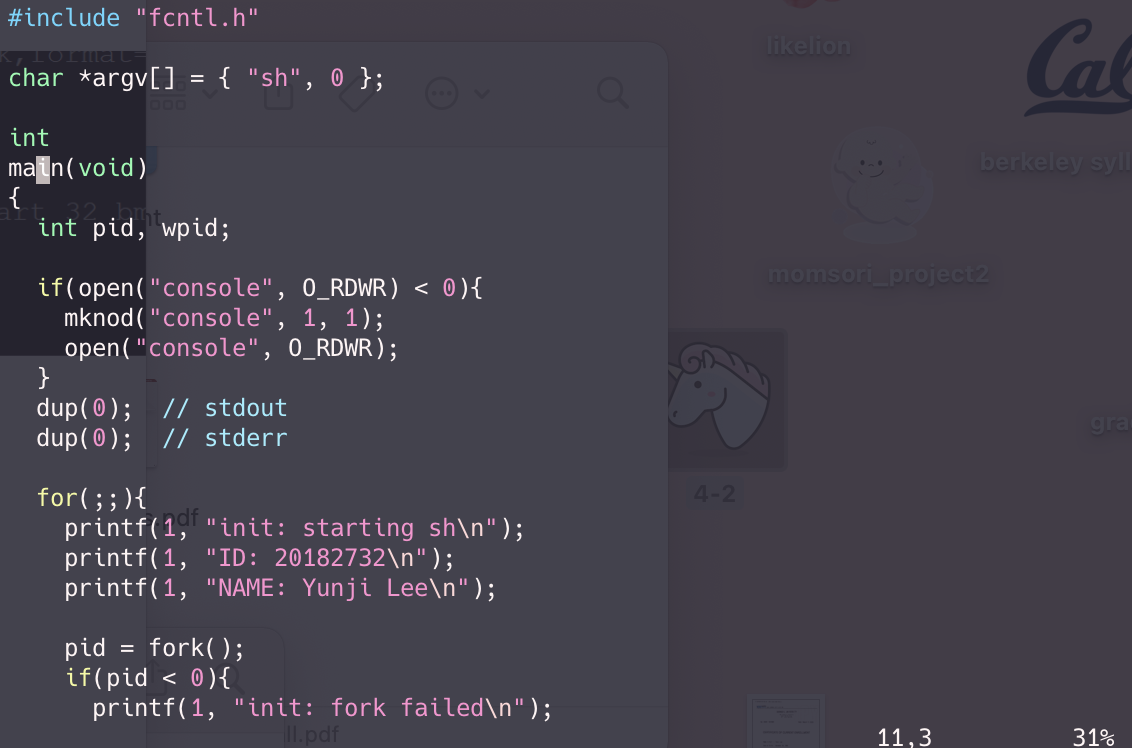 #include "fcntl.h"
char *argv[] = { "sh", 0 };
int
main(void)
{
  int pid, wpid;
  if(open("console", O_RDWR) < 0){
    mknod("console", 1, 1);
    open("console", O_RDWR);
  }
  dup(0);  // stdout
  dup(0);  // stderr
  for(;;){
    printf(1, "init: starting sh\n");
    printf(1, "ID: 20182732\n");
    printf(1, "NAME: Yunji Lee\n");
    pid = fork();
    if(pid < 0){
      printf(1, "init: fork failed\n");
11,3 31%
likelion
Cal
berkeley syll
momsori_project2
4-2
gra
.pdf
ll.pdf